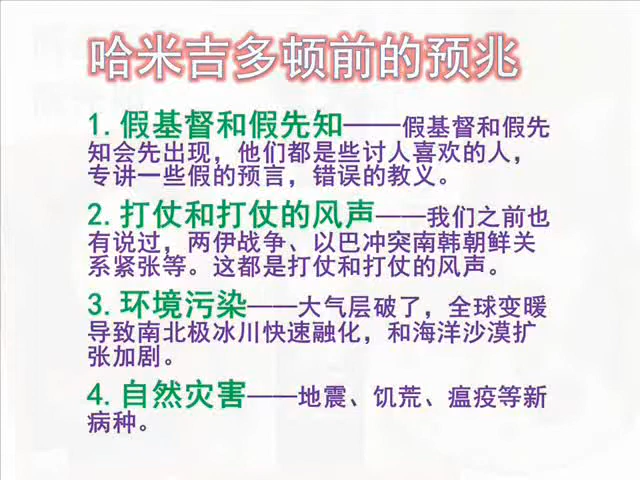 哈米吉多顿前的预兆
1. 假基督和假先知——假基督和假先
知会先出现，他们都是些讨人喜欢的人，
专讲一些假的预言，错误的教义。
2. 打仗和打仗的风声——我们之前也
有说过，两伊战争、以巴冲突南韩朝鲜关
系紧张等。这都是打仗和打仗的风声。
3. 环境污染——大气层破了，全球变暖
导致南北极冰川快速融化，和海洋沙漠扩
张加剧。
4. 自然灾害——地震、饥荒、瘟疫等新
病种。